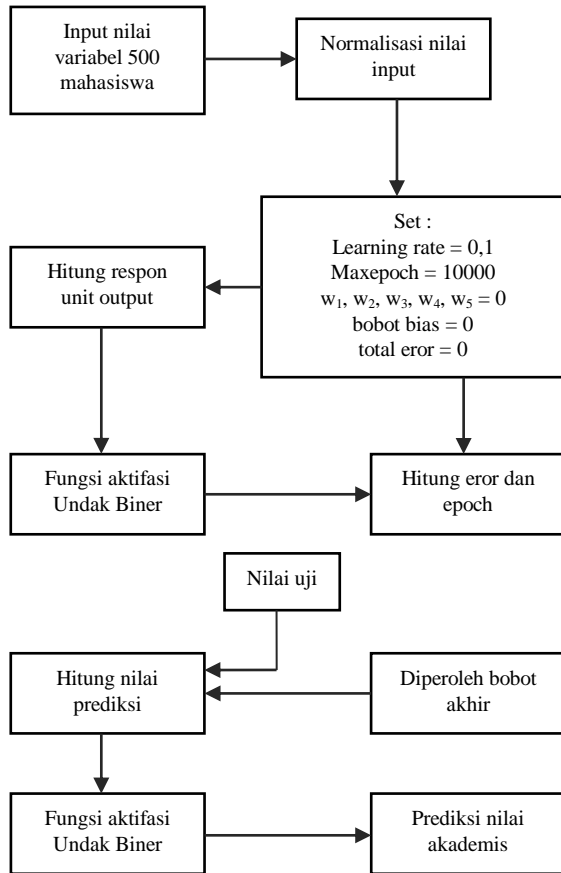 Input nilai
variabel 500
mahasiswa
Normalisasi nilai
input
Set :
Learning rate = 0,1
Maxepoch = 10000
w₁, w₂, w₃, w₄, w₅ = 0
bobot bias = 0
total eror = 0
Hitung respon
unit output
Fungsi aktifasi
Undak Biner
Hitung eror dan
epoch
Nilai uji
Hitung nilai
prediksi
Diperoleh bobot
akhir
Fungsi aktifasi
Undak Biner
Prediksi nilai
akademis